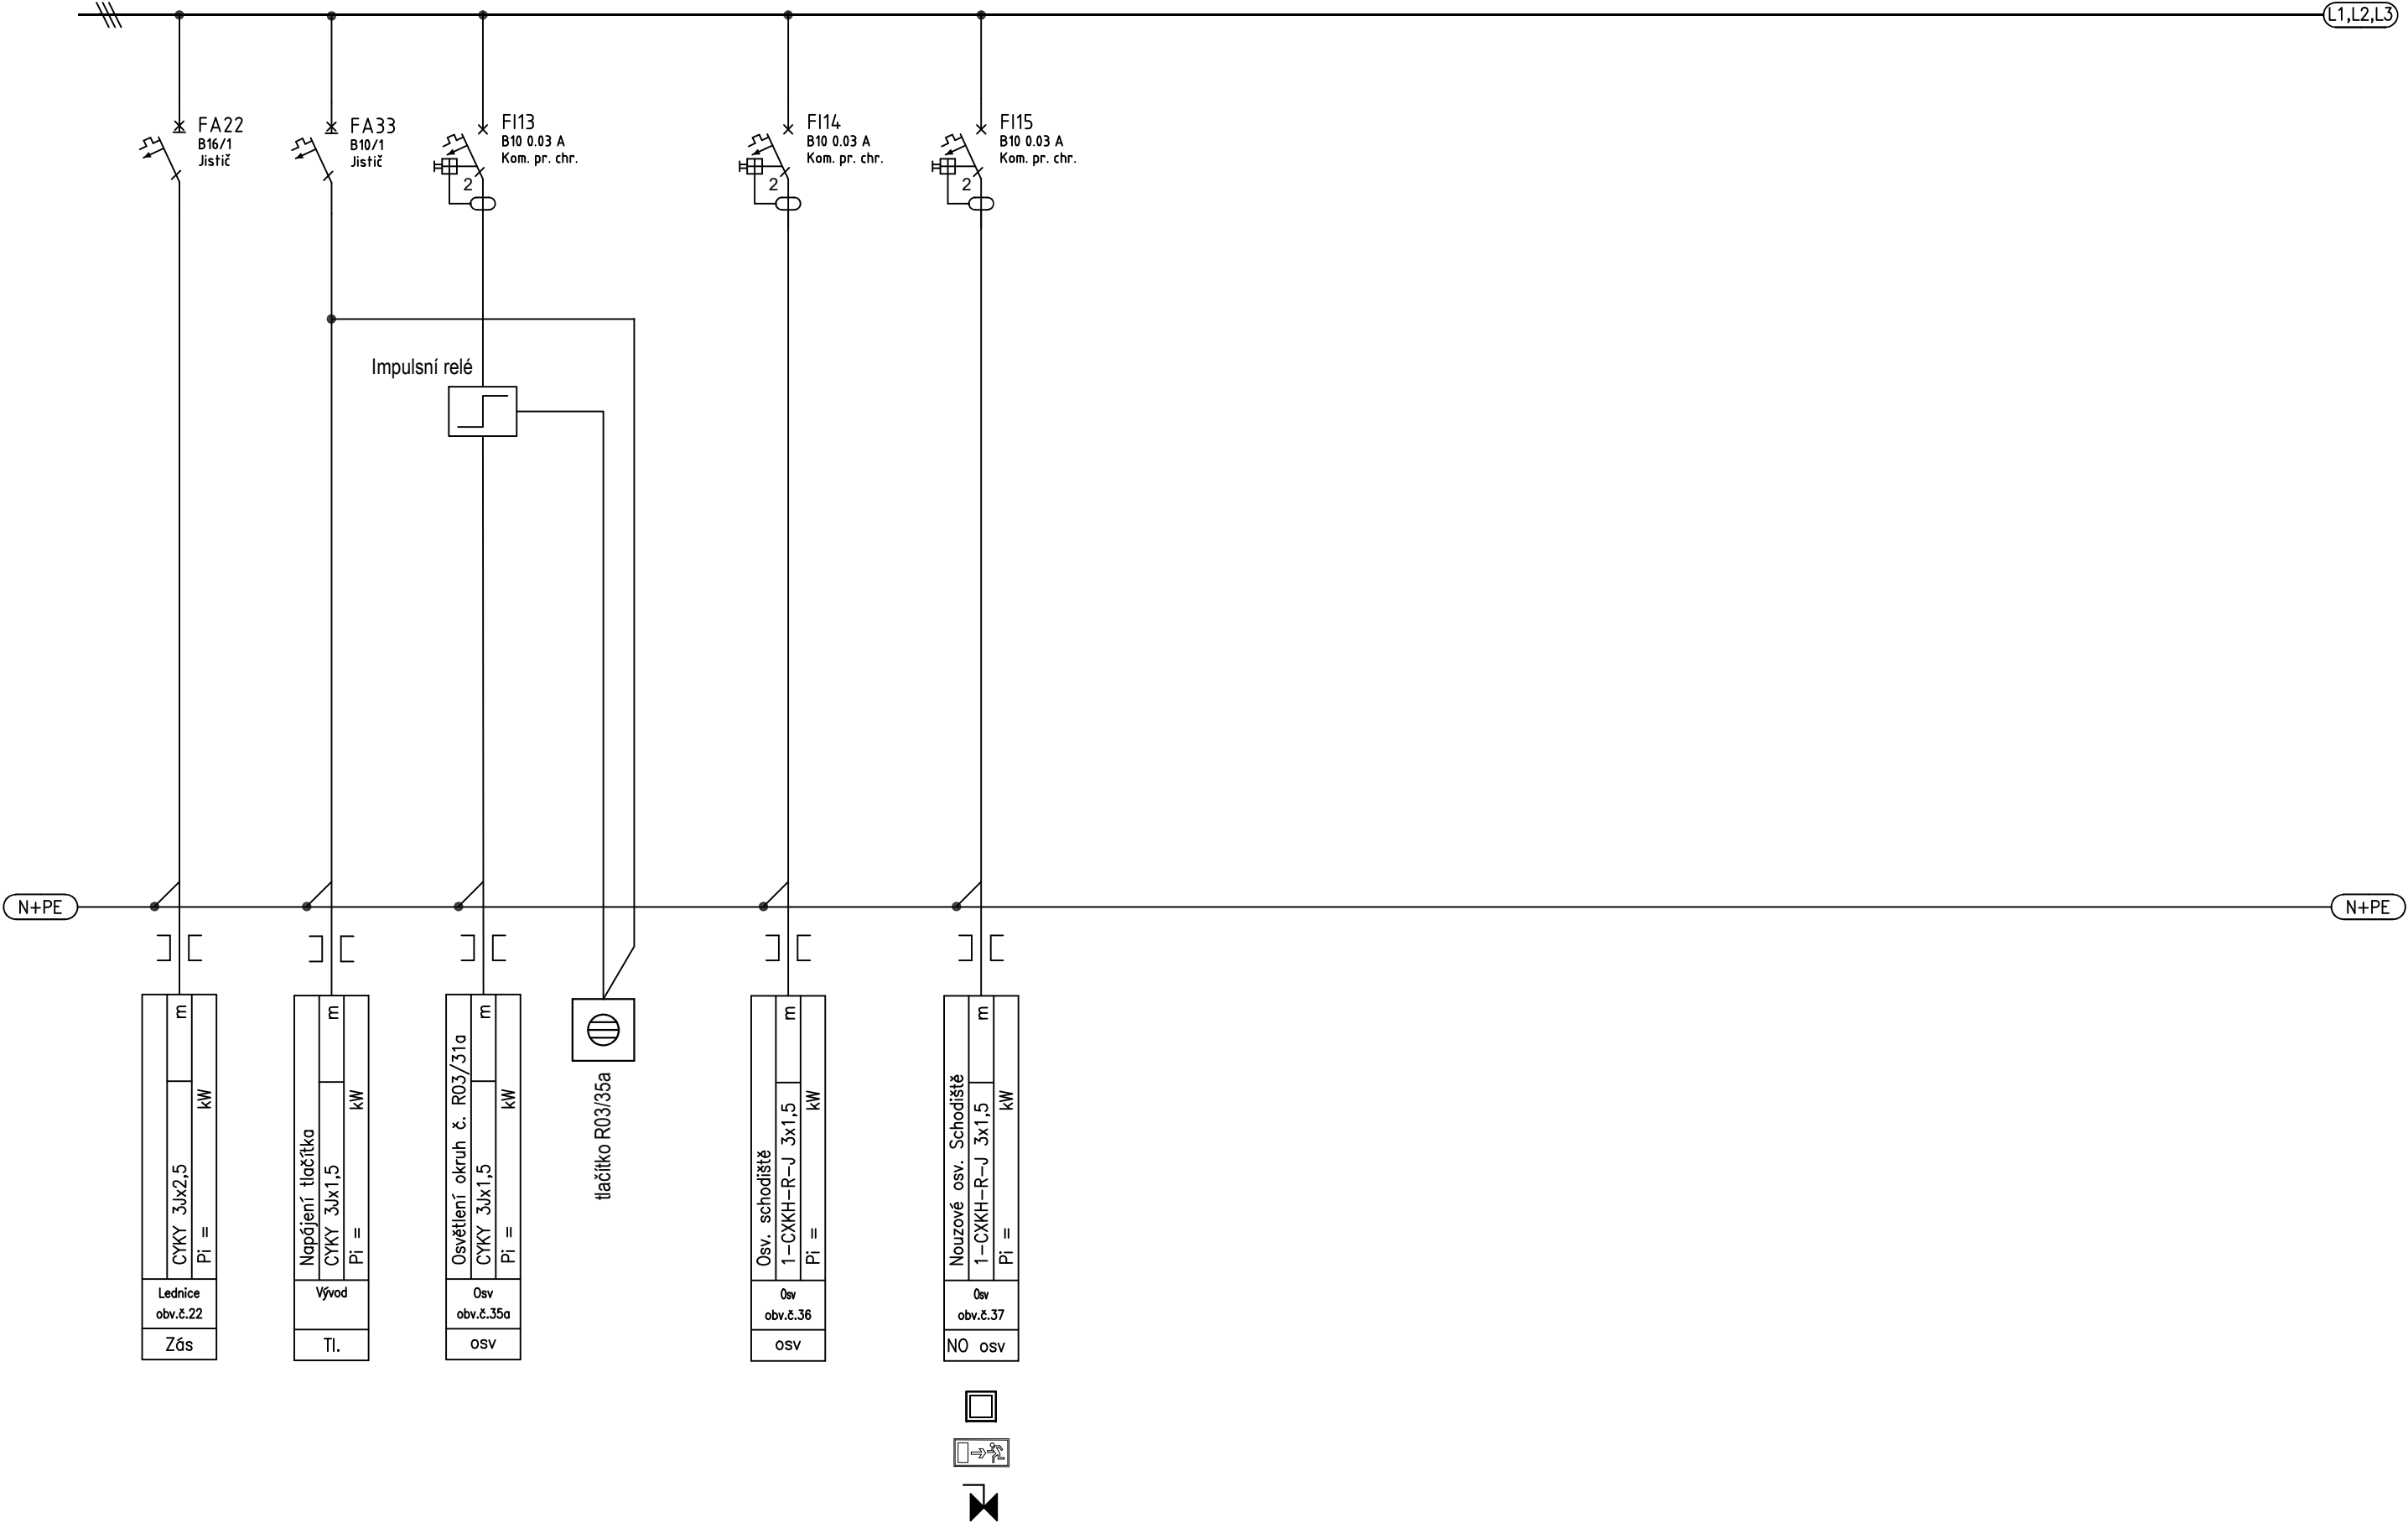 L1,L2,L3
FA22
B16/1
Jistič
FA33
B10/1
Jistič
FI13
B10 0.03 A
Kom. pr. chr.
2
FI14
B10 0.03 A
Kom. pr. chr.
2
FI15
B10 0.03 A
Kom. pr. chr.
2
Impulsní relé
N+PE
N+PE
CYKY 3Jx2,5 m
Pi = kW
Lednice
obv.č.22
Zás
Napájení tlačítka
CYKY 3Jx1,5 m
Pi = kW
Vývod
Tl.
Osvětlení okruh č. R03/31a
CYKY 3Jx1,5 m
Pi = kW
Osv
obv.č.35a
osv
tlačítko R03/35a
Osv. schodiště
1-CXKH-R-J 3x1,5 m
Pi = kW
Osv
obv.č.36
osv
Nouzové osv. Schodiště
1-CXKH-R-J 3x1,5 m
Pi = kW
Osv
obv.č.37
NO osv